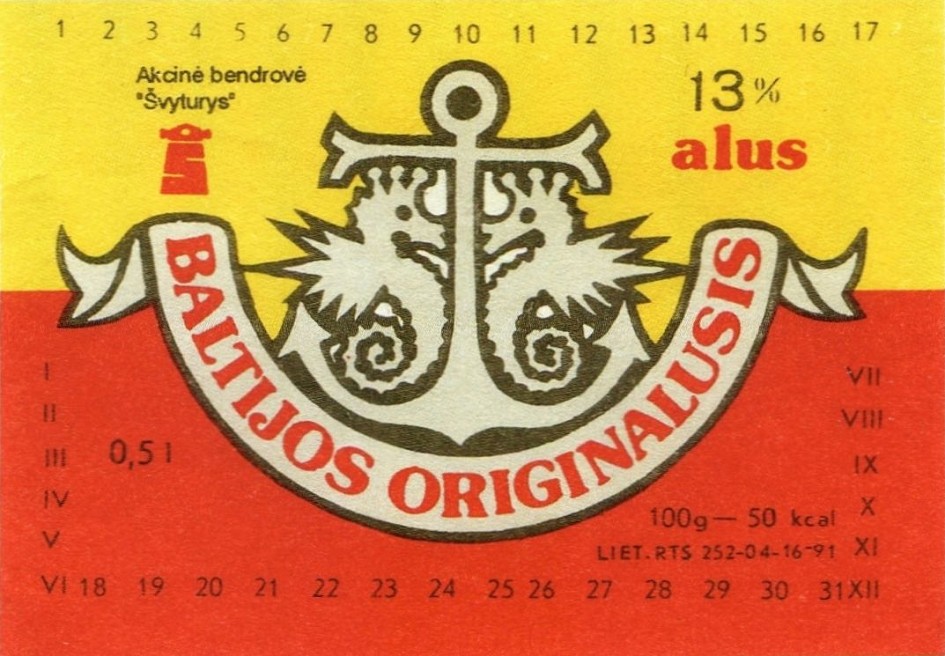 1 2 3 4 5 6 7 8 9 10 11 12 13 14 15 16 17
Akcinė bendrovė
"Švyturys"
13%
alus
BALTIJOS ORIGINALUSIS
I
II
III
IV
V
VI
0,5 l
VII
VIII
IX
X
XI
XII
100g— 50 kcal
LIET.RTS 252-04-16-91
18 19 20 21 22 23 24 25 26 27 28 29 30 31